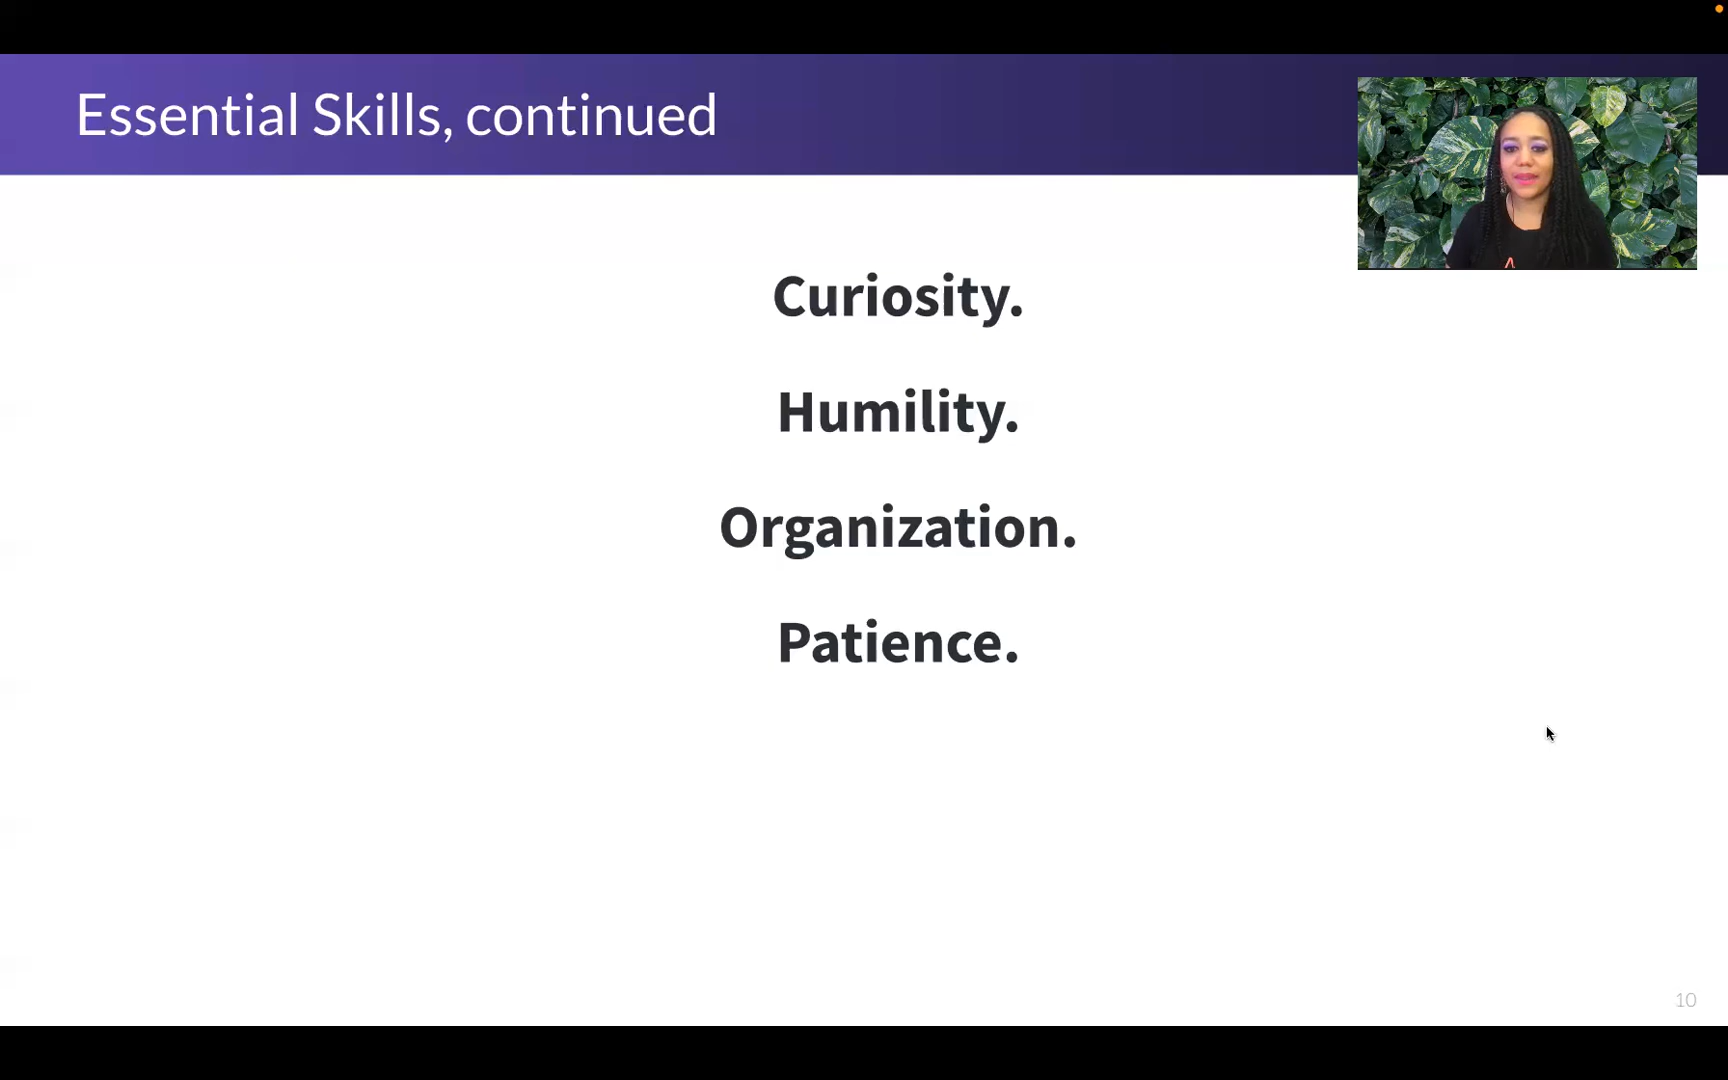 Essential Skills, continued
Curiosity.
Humility.
Organization.
Patience.
10